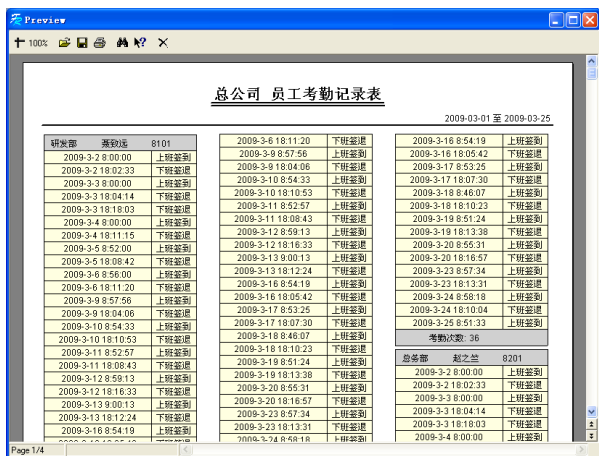 Preview
100%
总公司 员工考勤记录表
2009-03-01 至 2009-03-25
研发部 聂致远 8101
2009-3-2 8:00:00 上班签到
2009-3-2 18:02:33 下班签退
2009-3-3 8:00:00 上班签到
2009-3-3 18:04:14 下班签退
2009-3-3 18:18:03 下班签退
2009-3-4 8:00:00 上班签到
2009-3-4 18:11:15 下班签退
2009-3-5 8:52:00 上班签到
2009-3-5 18:08:42 下班签退
2009-3-6 8:56:00 上班签到
2009-3-6 18:11:20 下班签退
2009-3-9 8:57:56 上班签到
2009-3-9 18:04:06 下班签退
2009-3-10 8:54:33 上班签到
2009-3-10 18:10:53 下班签退
2009-3-11 8:52:57 上班签到
2009-3-11 18:08:43 下班签退
2009-3-12 8:59:13 上班签到
2009-3-12 18:16:33 下班签退
2009-3-13 9:00:13 上班签到
2009-3-13 18:12:24 下班签退
2009-3-16 8:54:19 上班签到
2009-3-6 18:11:20 下班签退
2009-3-9 8:57:56 上班签到
2009-3-9 18:04:06 下班签退
2009-3-10 8:54:33 上班签到
2009-3-10 18:10:53 下班签退
2009-3-11 8:52:57 上班签到
2009-3-11 18:08:43 下班签退
2009-3-12 8:59:13 上班签到
2009-3-12 18:16:33 下班签退
2009-3-13 9:00:13 上班签到
2009-3-13 18:12:24 下班签退
2009-3-16 8:54:19 上班签到
2009-3-16 18:05:42 下班签退
2009-3-17 8:53:25 上班签到
2009-3-17 18:07:30 下班签退
2009-3-18 8:46:07 上班签到
2009-3-18 18:10:23 下班签退
2009-3-19 8:51:24 上班签到
2009-3-19 18:13:38 下班签退
2009-3-20 8:55:31 上班签到
2009-3-20 18:16:57 下班签退
2009-3-23 8:57:34 上班签到
2009-3-23 18:13:31 下班签退
2009-3-24 8:58:18 上班签到
2009-3-16 8:54:19 上班签到
2009-3-16 18:05:42 下班签退
2009-3-17 8:53:25 上班签到
2009-3-17 18:07:30 下班签退
2009-3-18 8:46:07 上班签到
2009-3-18 18:10:23 下班签退
2009-3-19 8:51:24 上班签到
2009-3-19 18:13:38 下班签退
2009-3-20 8:55:31 上班签到
2009-3-20 18:16:57 下班签退
2009-3-23 8:57:34 上班签到
2009-3-23 18:13:31 下班签退
2009-3-24 8:58:18 上班签到
2009-3-24 18:10:04 下班签退
2009-3-25 8:51:33 上班签到
考勤次数: 36
总务部 赵之兰 8201
2009-3-2 8:00:00 上班签到
2009-3-2 18:02:33 下班签退
2009-3-3 8:00:00 上班签到
2009-3-3 18:04:14 下班签退
2009-3-3 18:18:03 下班签退
2009-3-4 8:00:00 上班签到
Page 1/4